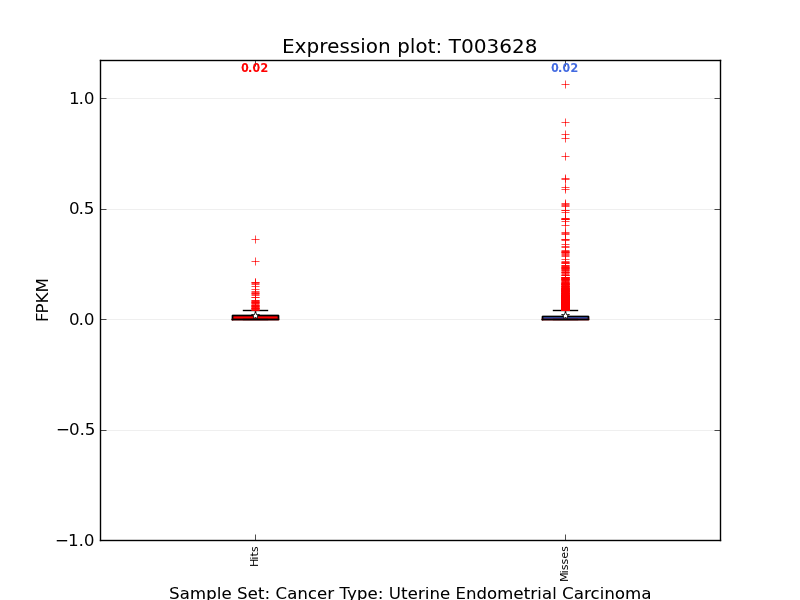 Expression plot: T003628
0.02
0.02
1.0
0.5
0.0
−0.5
−1.0
FPKM
Hits
Misses
Sample Set: Cancer Type: Uterine Endometrial Carcinoma